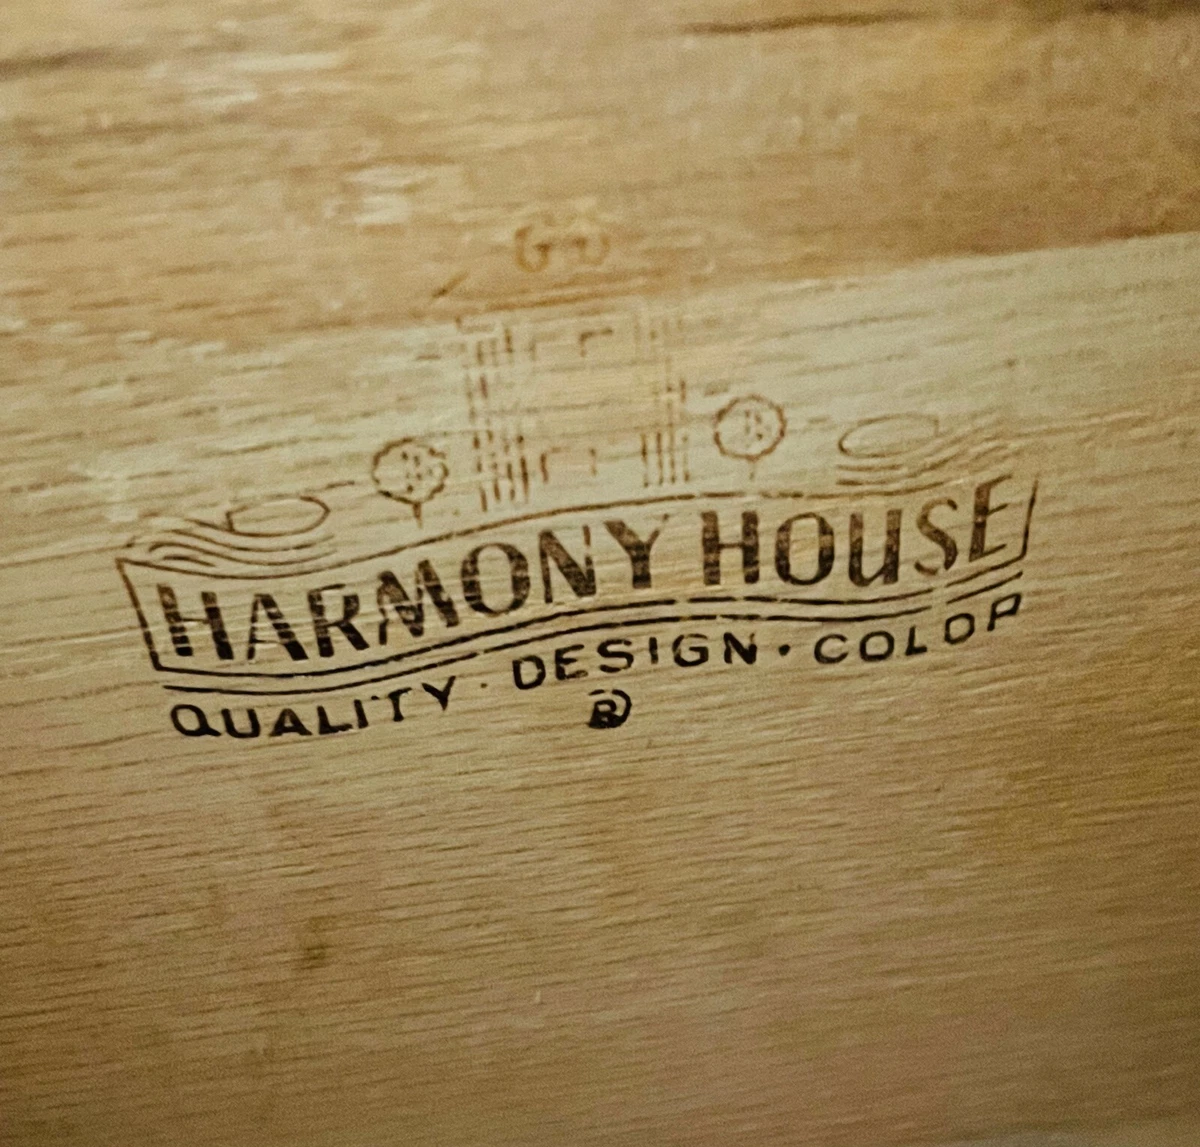 HARMONY HOUSE
QUALITY · DESIGN · COLOR
®